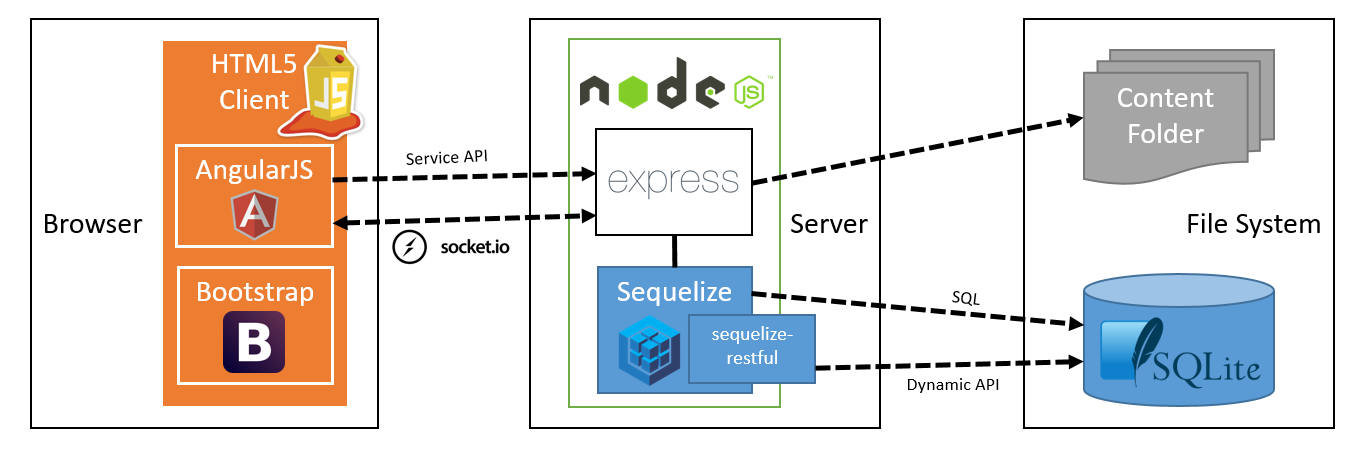 Browser
HTML5
Client
JS
AngularJS
A
Bootstrap
B
Service API
socket.io
Server
node
JS
™
express
Sequelize
sequelize-
restful
SQL
Dynamic API
File System
Content
Folder
SQLite